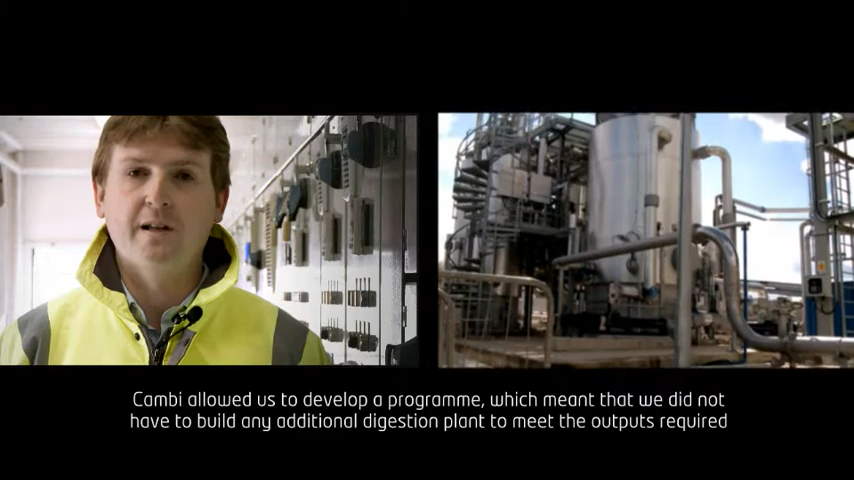 Cambi allowed us to develop a programme, which meant that we did not
have to build any additional digestion plant to meet the outputs required